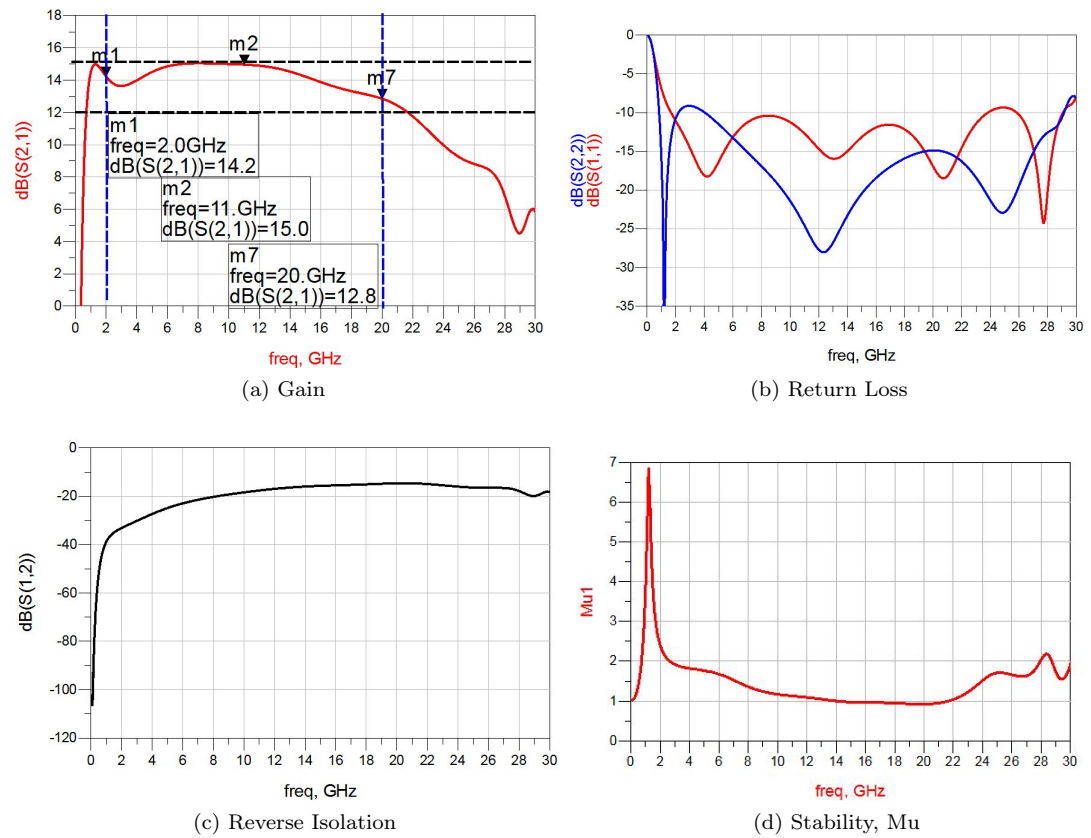 18
16
14
12
10
8
6
4
2
0
dB(S(2,1))
m1
m2
m7
m1
freq=2.0GHz
dB(S(2,1))=14.2
m2
freq=11.GHz
dB(S(2,1))=15.0
m7
freq=20.GHz
dB(S(2,1))=12.8
0 2 4 6 8 10 12 14 16 18 20 22 24 26 28 30
freq, GHz
(a) Gain
0
-5
-10
-15
-20
-25
-30
-35
dB(S(2,2))
dB(S(1,1))
0 2 4 6 8 10 12 14 16 18 20 22 24 26 28 30
freq, GHz
(b) Return Loss
0
-20
-40
-60
-80
-100
-120
dB(S(1,2))
0 2 4 6 8 10 12 14 16 18 20 22 24 26 28 30
freq, GHz
(c) Reverse Isolation
7
6
5
4
3
2
1
0
Mu1
0 2 4 6 8 10 12 14 16 18 20 22 24 26 28 30
freq, GHz
(d) Stability, Mu